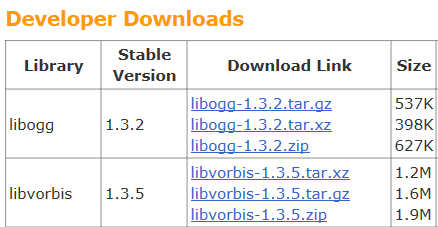 Developer Downloads
Library Stable Version Download Link Size
libogg 1.3.2 libogg-1.3.2.tar.gz 537K
libogg-1.3.2.tar.xz 398K
libogg-1.3.2.zip 627K
libvorbis 1.3.5 libvorbis-1.3.5.tar.xz 1.2M
libvorbis-1.3.5.tar.gz 1.6M
libvorbis-1.3.5.zip 1.9M